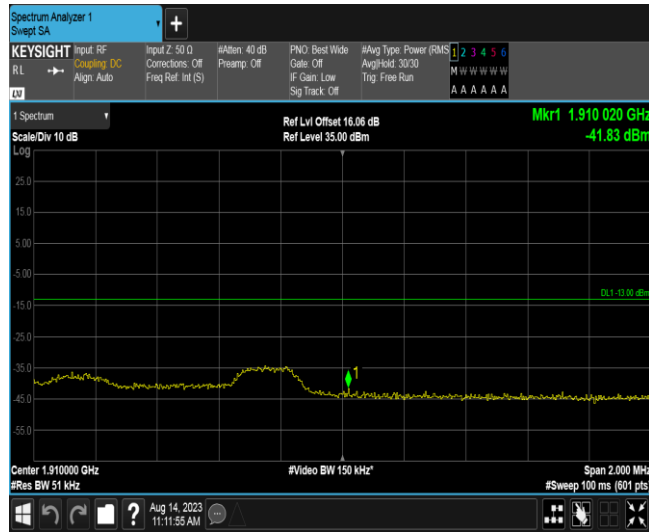 Spectrum Analyzer 1
Swept SA
KEYSIGHT
RL
LXI
Input: RF
Coupling: DC
Align: Auto
Input Z: 50 Ω
Corrections: Off
Freq Ref: Int (S)
#Atten: 40 dB
Preamp: Off
PNO: Best Wide
Gate: Off
IF Gain: Low
Sig Track: Off
#Avg Type: Power (RMS
Avg|Hold: 30/30
Trig: Free Run
1 2 3 4 5 6
M W W W W W
A A A A A A
1 Spectrum
Scale/Div 10 dB
Ref Lvl Offset 16.06 dB
Ref Level 35.00 dBm
Mkr1 1.910 020 GHz
-41.83 dBm
Log
25.0
15.0
5.00
-5.00
DL1 -13.00 dBm
-15.0
-25.0
-35.0
1
-45.0
-55.0
Center 1.910000 GHz
#Video BW 150 kHz*
Span 2.000 MHz
#Res BW 51 kHz
#Sweep 100 ms (601 pts)
?
Aug 14, 2023
11:11:55 AM